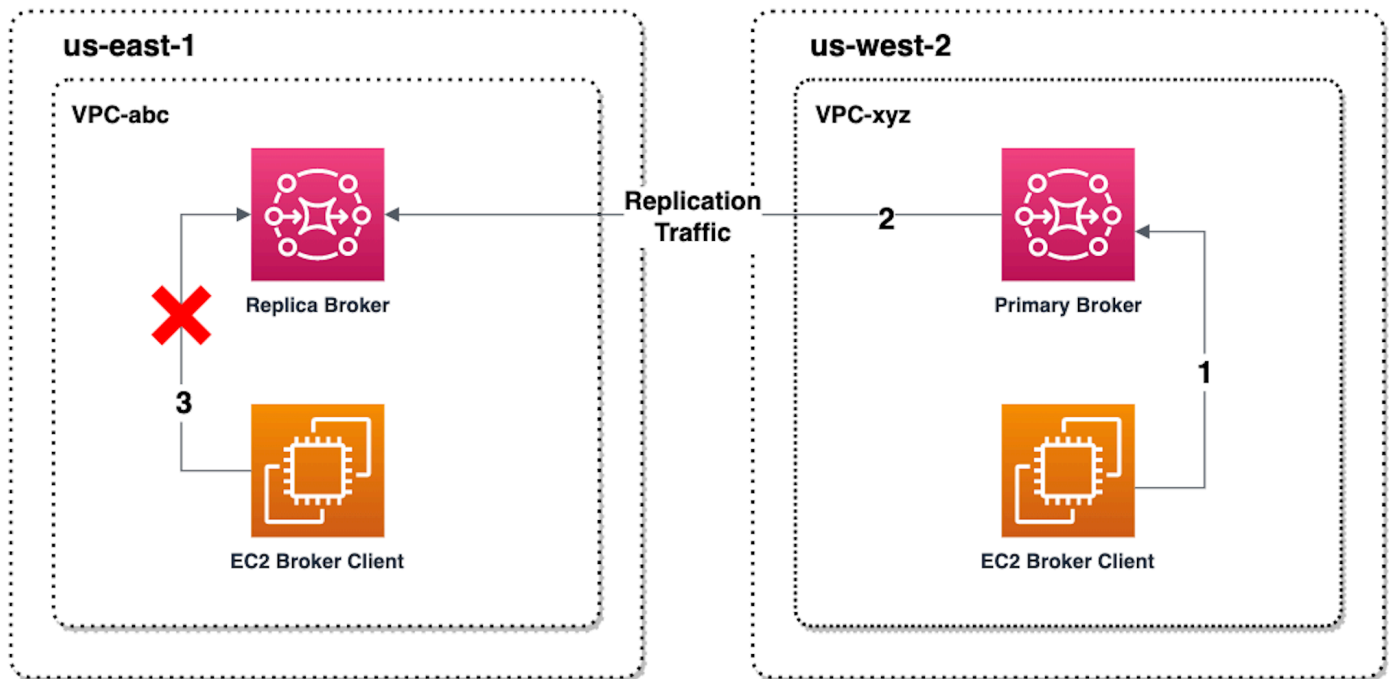 us-east-1
VPC-abc
Replica Broker
3
EC2 Broker Client
Replication
Traffic
2
us-west-2
VPC-xyz
Primary Broker
1
EC2 Broker Client